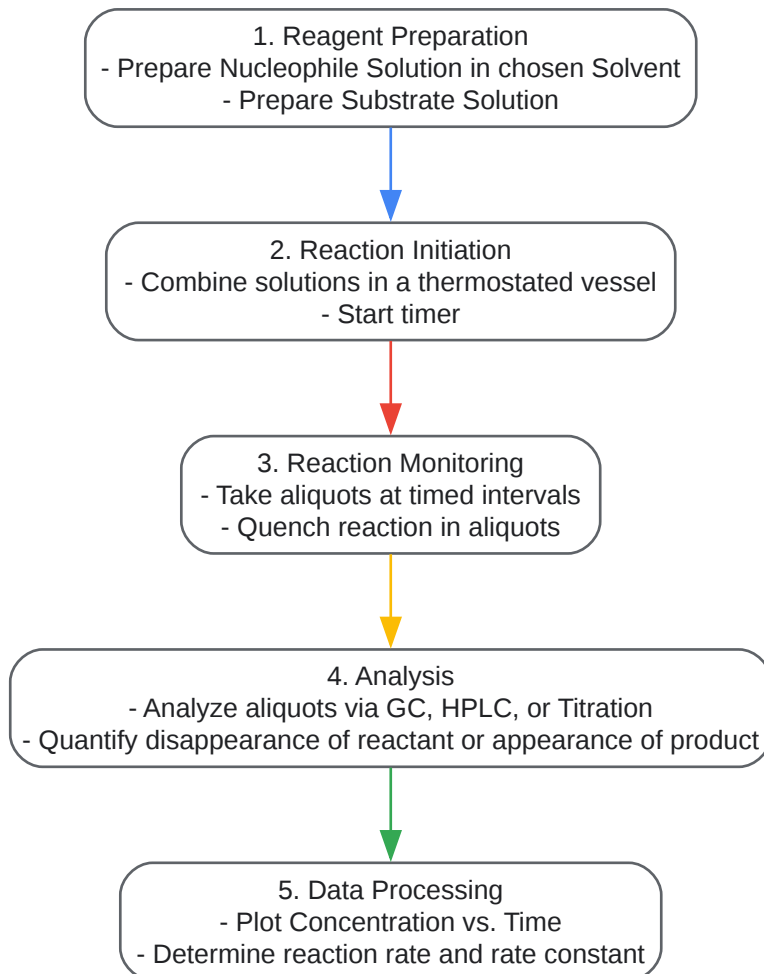 1. Reagent Preparation
- Prepare Nucleophile Solution in chosen Solvent
- Prepare Substrate Solution
2. Reaction Initiation
- Combine solutions in a thermostated vessel
- Start timer
3. Reaction Monitoring
- Take aliquots at timed intervals
- Quench reaction in aliquots
4. Analysis
- Analyze aliquots via GC, HPLC, or Titration
- Quantify disappearance of reactant or appearance of product
5. Data Processing
- Plot Concentration vs. Time
- Determine reaction rate and rate constant